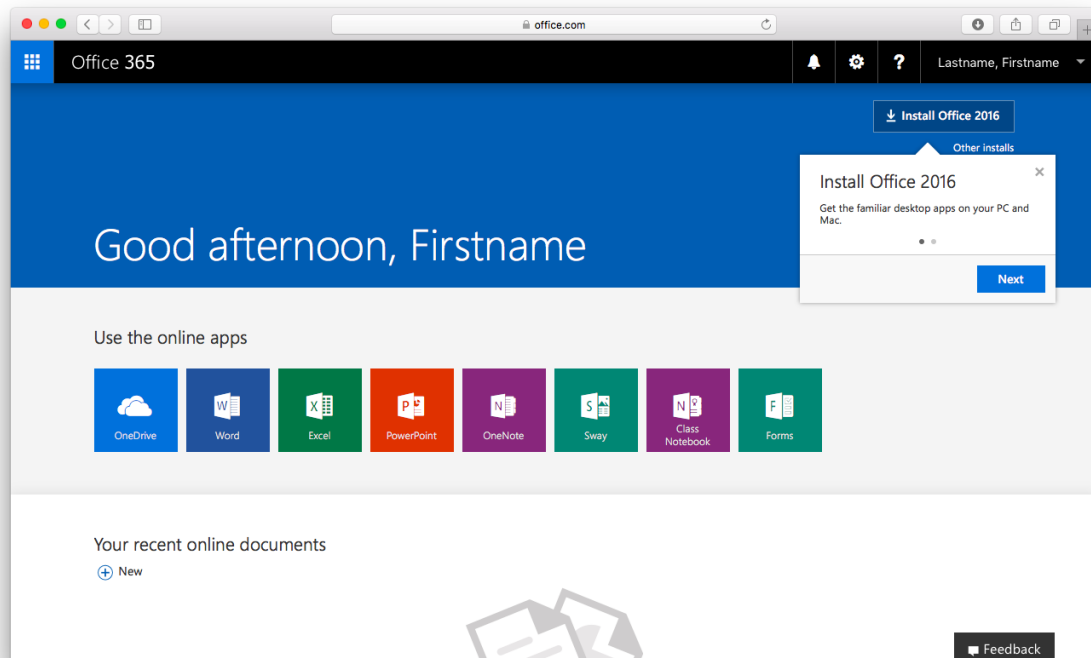 office.com
Office 365
?
Lastname, Firstname
Install Office 2016
Other installs
Install Office 2016
Get the familiar desktop apps on your PC and
Mac.
Next
Good afternoon, Firstname
Use the online apps
OneDrive
Word
Excel
PowerPoint
OneNote
Sway
Class
Notebook
Forms
Your recent online documents
New
Feedback